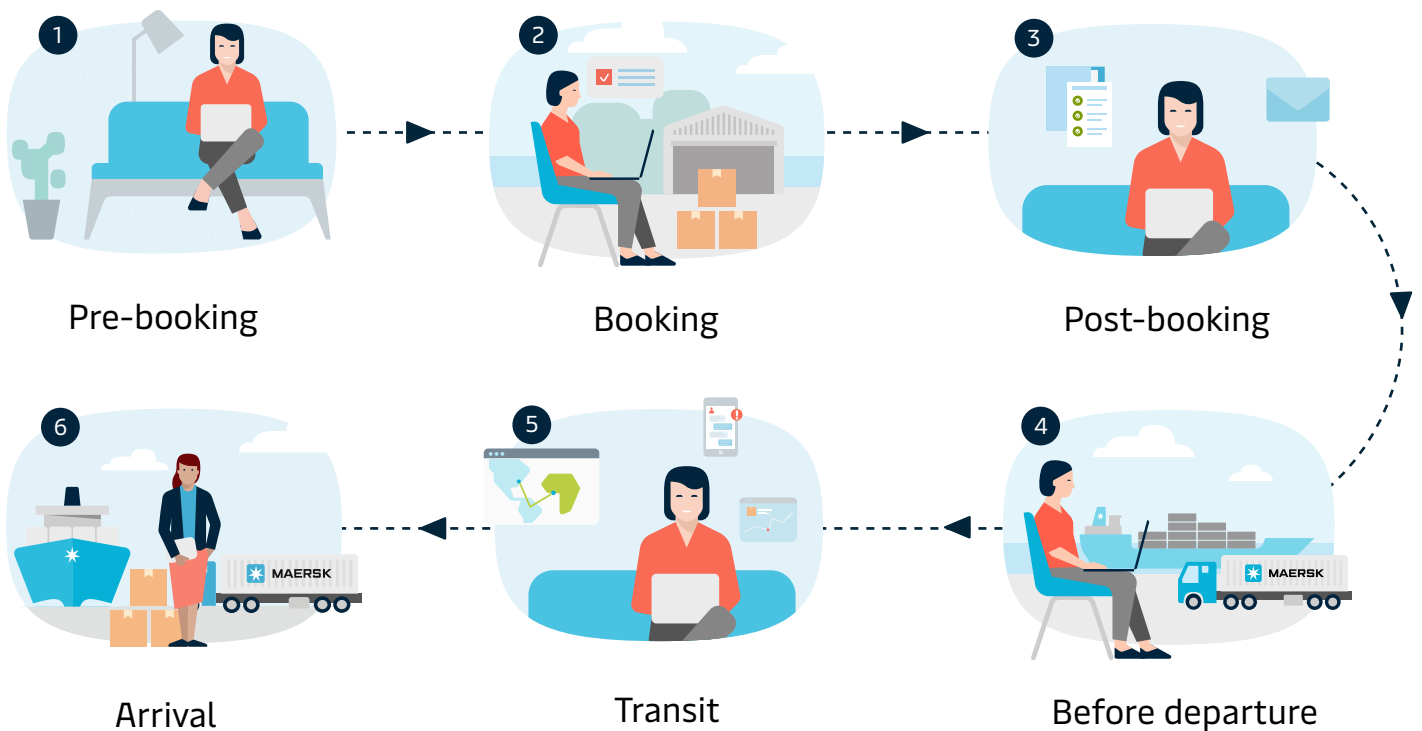 1
2
3
Pre-booking
Booking
Post-booking
4
MAERSK
Before departure
5
Transit
6
MAERSK
Arrival